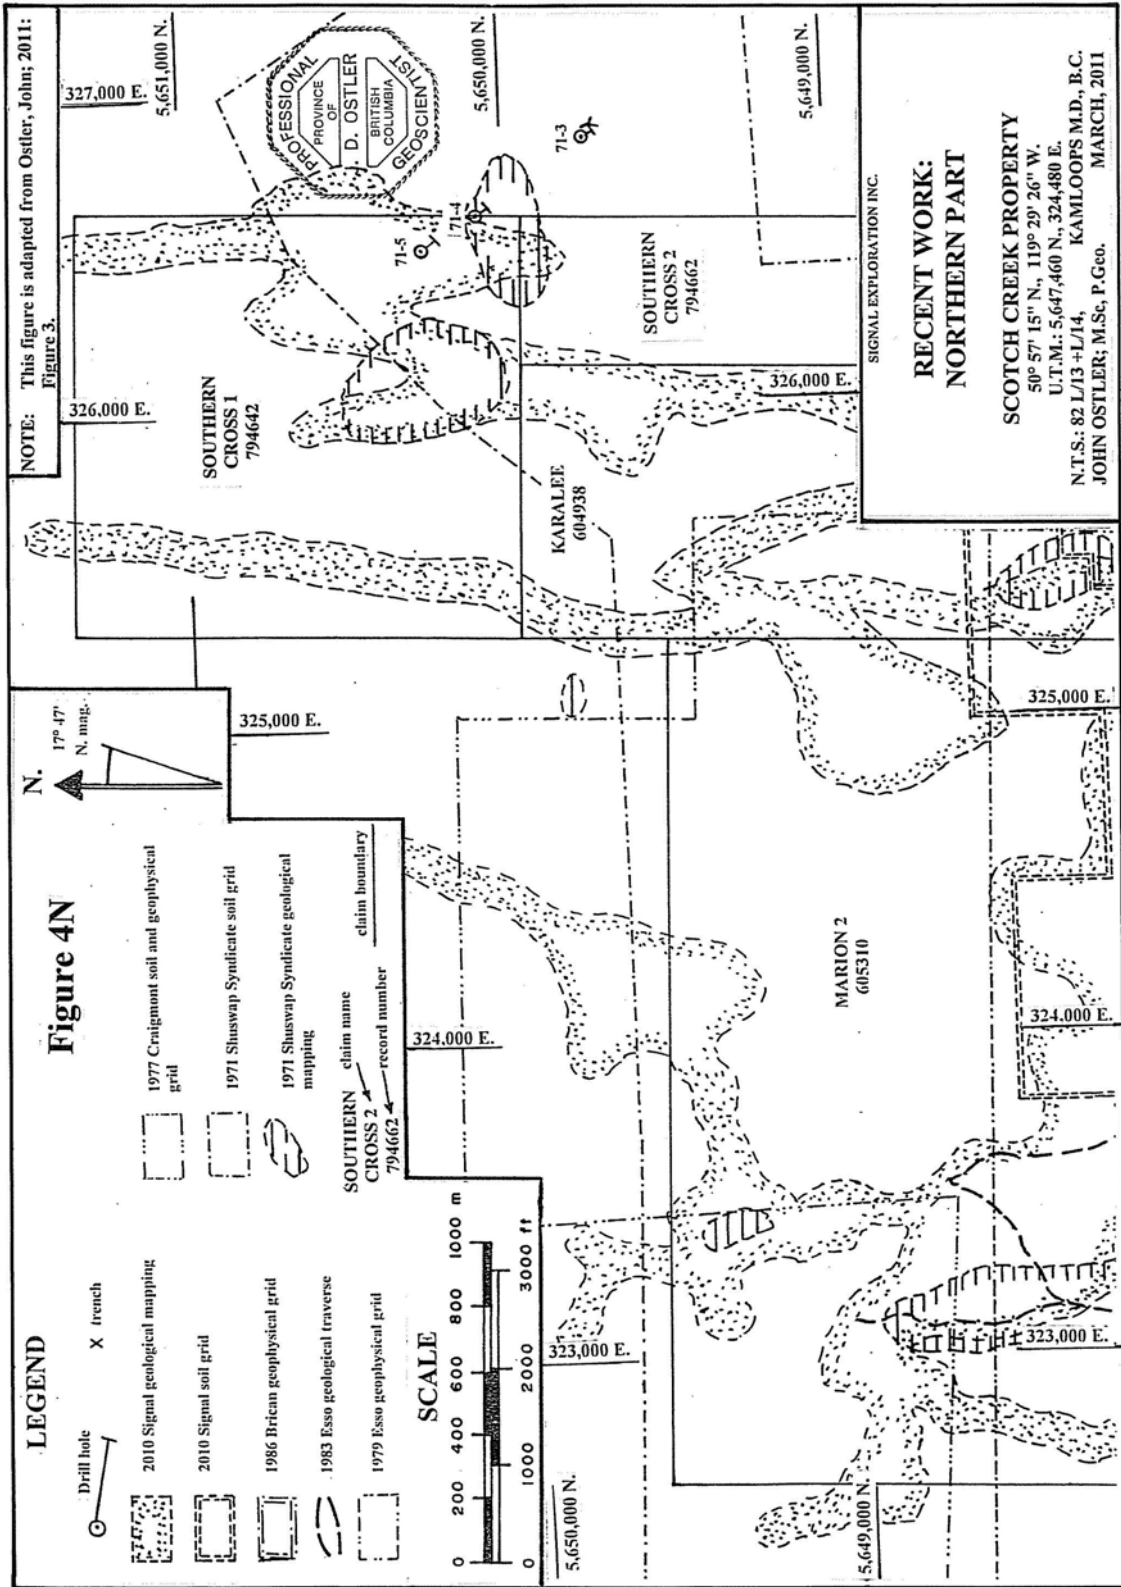 Figure 4N
LEGEND
Drill hole
X trench
2010 Signal geological mapping
2010 Signal soil grid
1986 Brican geophysical grid
1983 Esso geological traverse
1979 Esso geophysical grid
1977 Craigmont soil and geophysical
grid
1971 Shuswap Syndicate soil grid
1971 Shuswap Syndicate geological
mapping
SOUTHERN
CROSS 2
794662
claim name
record number
claim boundary
SCALE
0 200 400 600 800 1000 m
0 1000 2000 3000 ft
N.
17° 47'
N. mag.
NOTE: This figure is adapted from Ostler, John; 2011:
Figure 3.
323,000 E.
324,000 E.
325,000 E.
326,000 E.
327,000 E.
5,651,000 N.
5,650,000 N.
5,649,000 N.
5,650,000 N.
5,649,000 N.
SOUTHERN
CROSS 1
794642
PROFESSIONAL
PROVINCE
OF
J. D. OSTLER
BRITISH
COLUMBIA
GEOSCIENTIST
71-5
71-4
71-3
SOUTHERN
CROSS 2
794662
KARALEE
604938
MARION 2
605310
323,000 E.
324,000 E.
325,000 E.
326,000 E.
SIGNAL EXPLORATION INC.
RECENT WORK:
NORTHERN PART
SCOTCH CREEK PROPERTY
50° 57' 15" N., 119° 29' 26" W.
U.T.M.: 5,647,460 N., 324,480 E.
N.T.S.: 82 L/13 +L/14, KAMLOOPS M.D., B.C.
JOHN OSTLER; M.Sc, P.Geo. MARCH, 2011